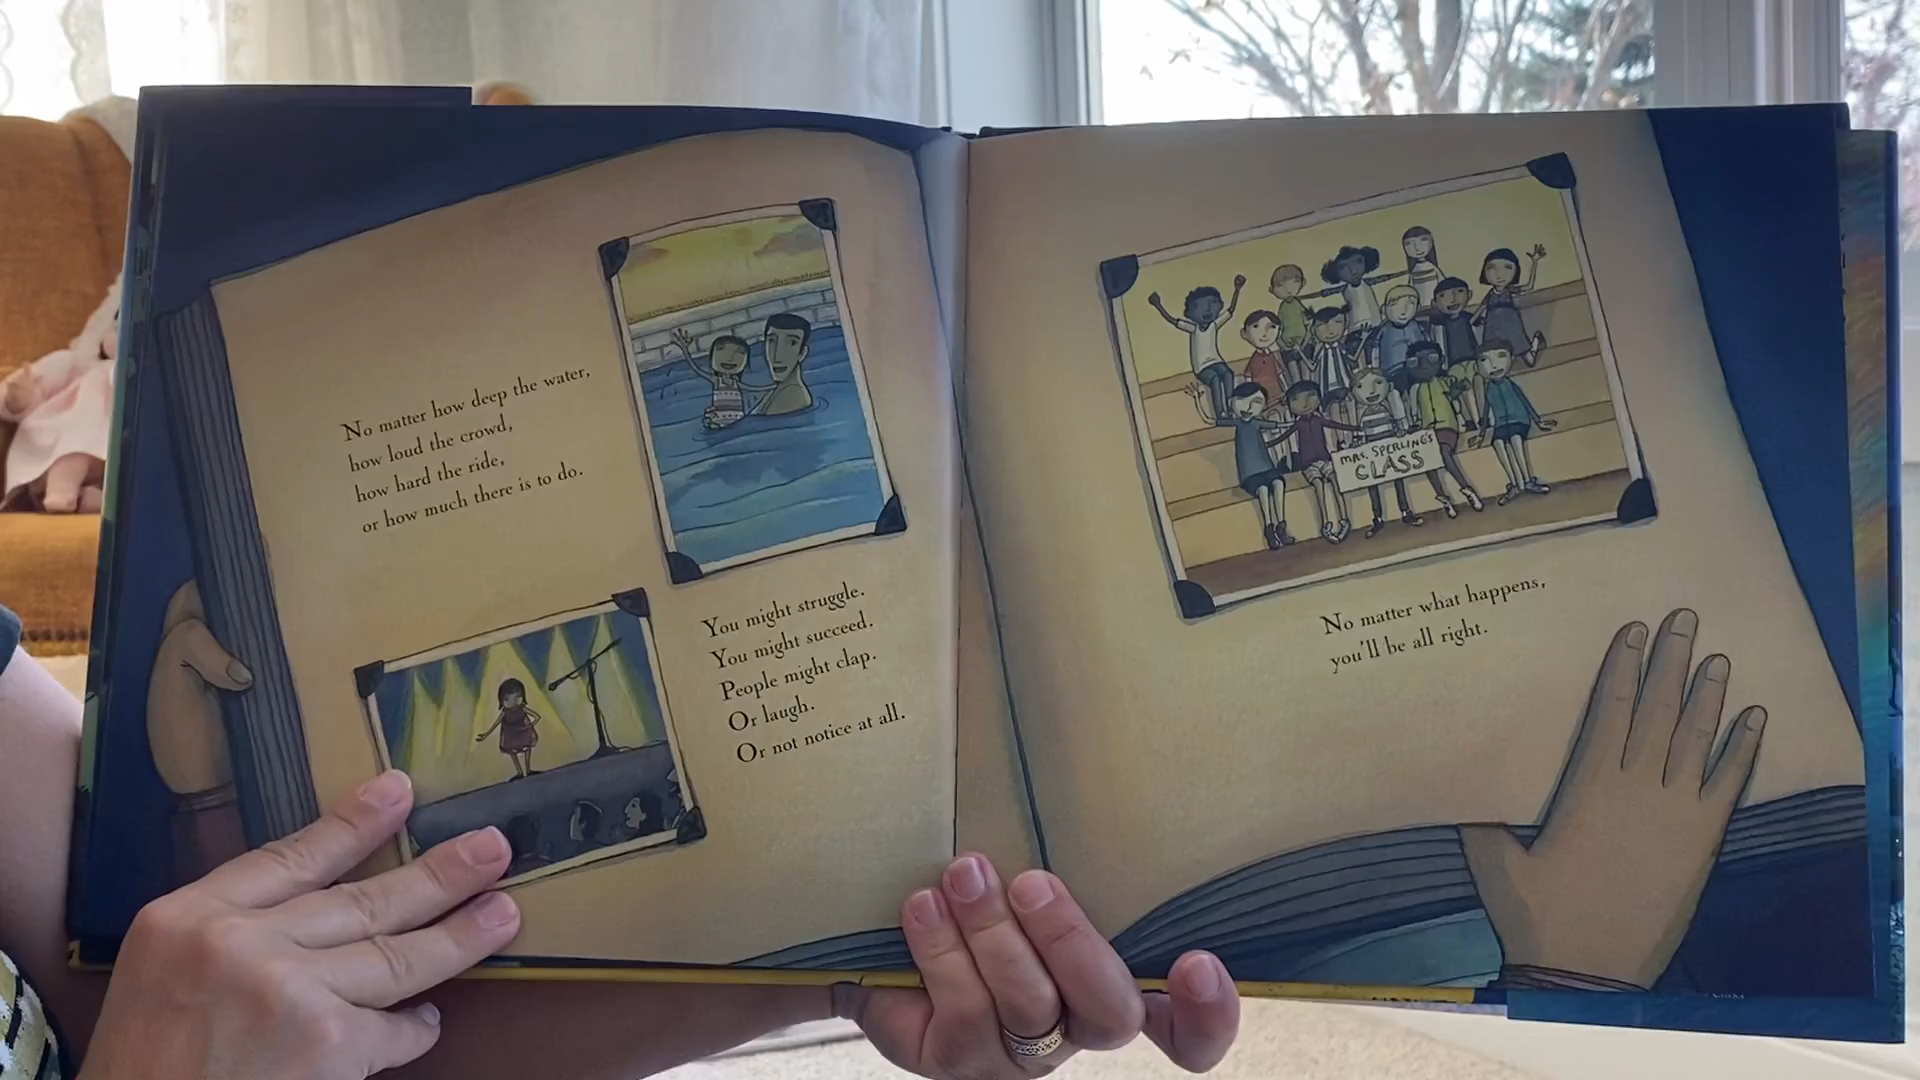 No matter how deep the water,
how loud the crowd,
how hard the ride,
or how much there is to do.
You might struggle.
You might succeed.
People might clap.
Or laugh.
Or not notice at all.
MRS. SPERLING'S
CLASS
No matter what happens,
you'll be all right.